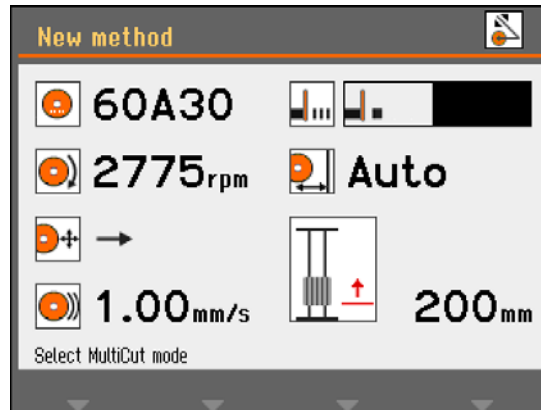 New method
60A30
2775rpm
Auto
1.00mm/s
200mm
Select MultiCut mode